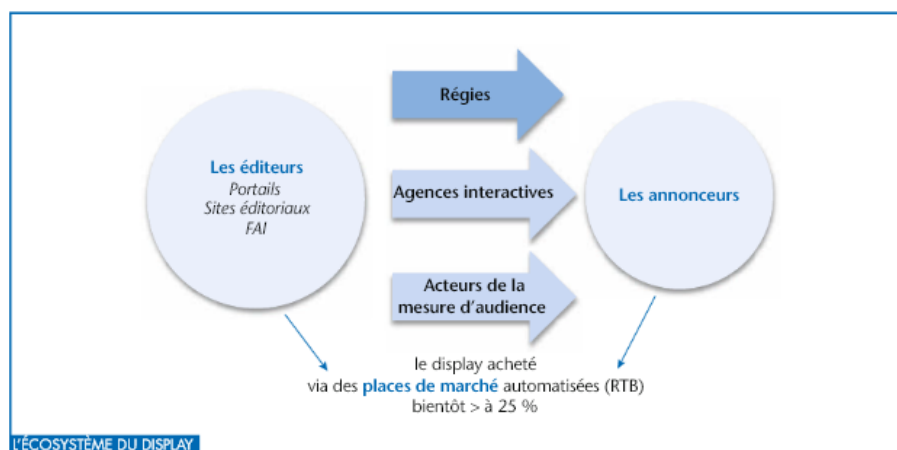 Les éditeurs
Portails
Sites éditoriaux
FAI
Régies
Agences interactives
Acteurs de la
mesure d'audience
Les annonceurs
le display acheté
via des places de marché automatisées (RTB)
bientôt > à 25 %
L'ÉCOSYSTÈME DU DISPLAY